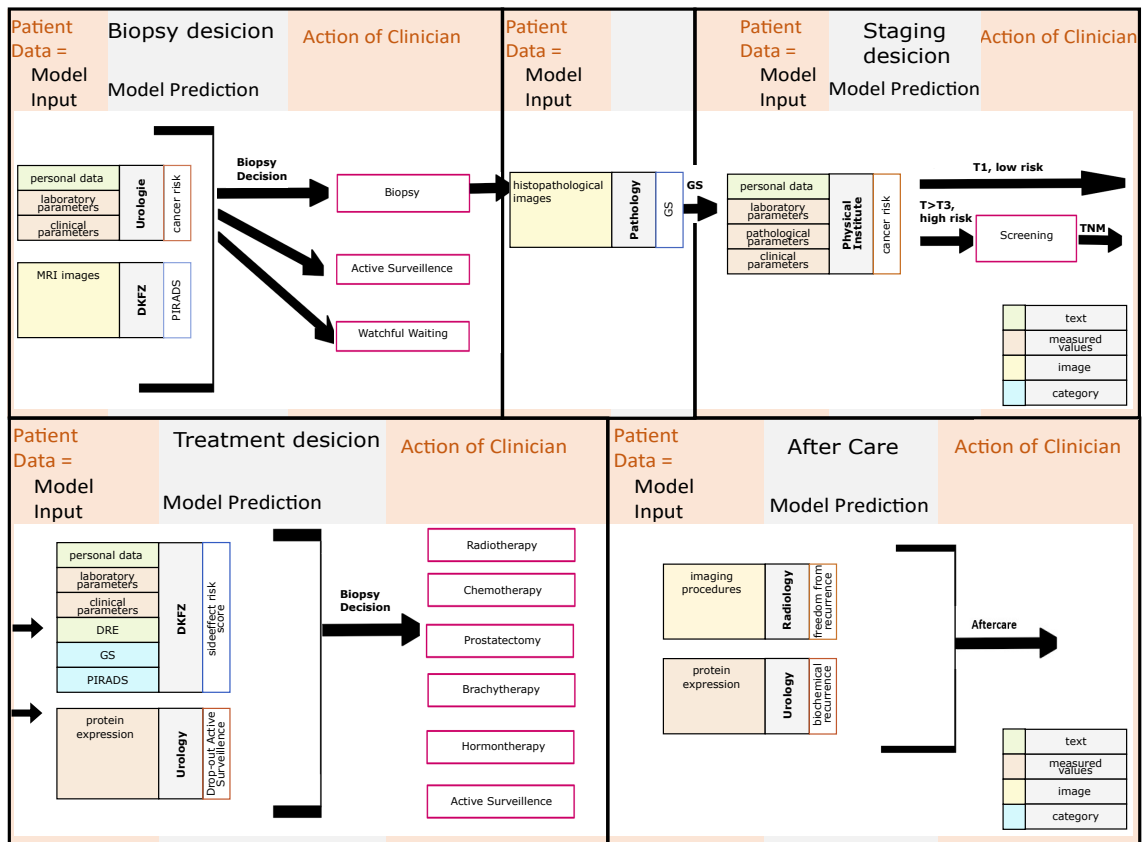 Patient
Data =
Model
Input
Biopsy desicion
Model Prediction
Action of Clinician
personal data
laboratory
parameters
clinical
parameters
Urologie
cancer risk
MRI images
DKFZ
PIRADS
Biopsy
Decision
Biopsy
Active Surveillence
Watchful Waiting
Patient
Data =
Model
Input
histopathological
images
Pathology
GS
GS
Patient
Data =
Model
Input
Staging
desicion
Model Prediction
Action of Clinician
personal data
laboratory
parameters
pathological
parameters
clinical
parameters
Physical
Institute
cancer risk
T1, low risk
T>T3,
high risk
Screening
TNM
text
measured
values
image
category
Patient
Data =
Model
Input
Treatment desicion
Model Prediction
Action of Clinician
personal data
laboratory
parameters
clinical
parameters
DRE
GS
PIRADS
DKFZ
sideeffect risk
score
protein
expression
Urology
Drop-out Active
Surveillence
Biopsy
Decision
Radiotherapy
Chemotherapy
Prostatectomy
Brachytherapy
Hormontherapy
Active Surveillence
Patient
Data =
Model
Input
After Care
Model Prediction
Action of Clinician
imaging
procedures
Radiology
freedom from
recurrence
protein
expression
Urology
biochemical
recurrence
Aftercare
text
measured
values
image
category